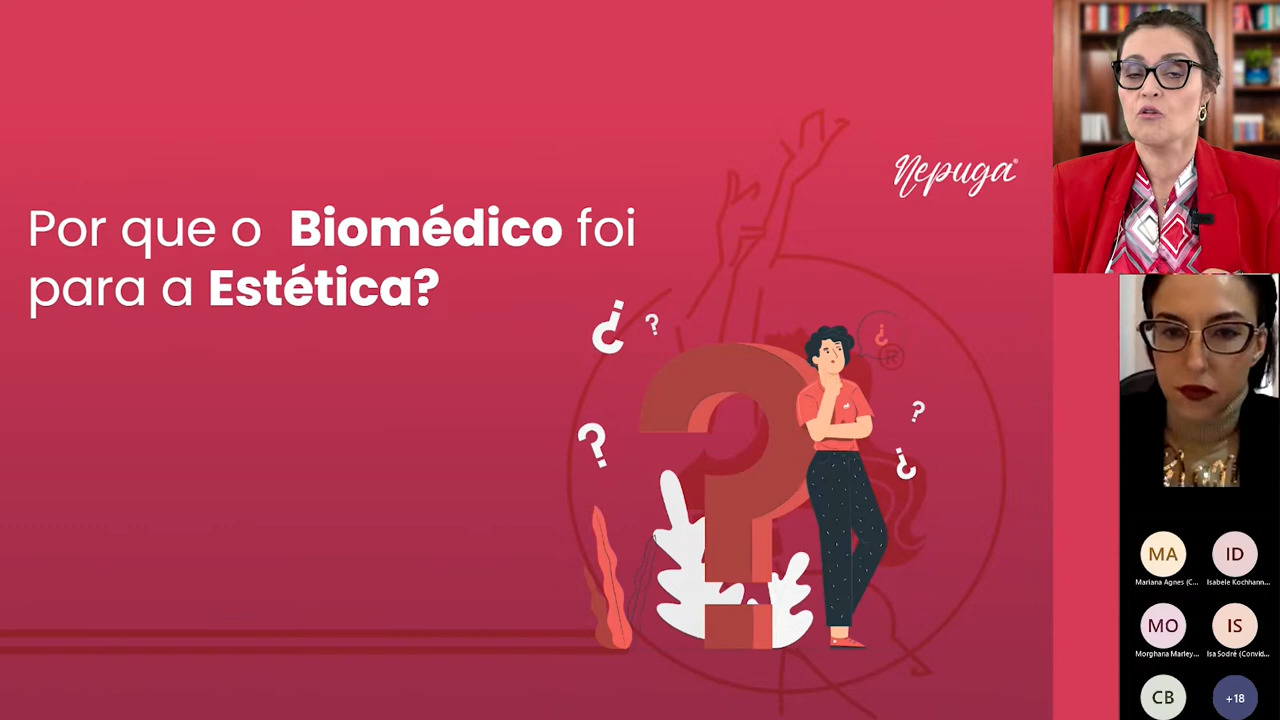 Nepuga®
Por que o Biomédico foi
para a Estética?
¿
?
¿
®
?
?
¿
MA
ID
Mariana Agnes (C...
Isabele Kochhann...
MO
IS
Morghana Marley...
Isa Sodré (Convid...
CB
+18